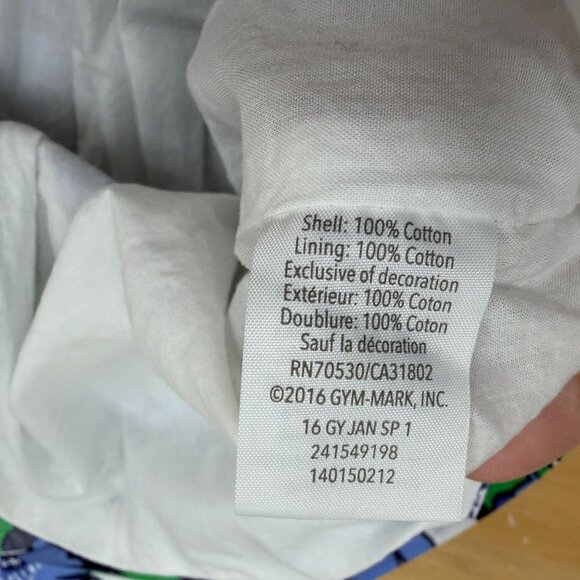 Shell: 100% Cotton
Lining: 100% Cotton
Exclusive of decoration
Extérieur: 100% Coton
Doublure: 100% Coton
Sauf la décoration
RN70530/CA31802
©2016 GYM-MARK, INC.
16 GY JAN SP 1
241549198
140150212